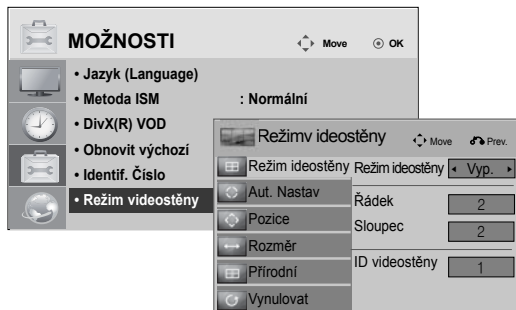 MOŽNOSTI
Move
OK
• Jazyk (Language)
• Metoda ISM : Normální
• DivX(R) VOD
• Obnovit výchozí
• Identif. Číslo
• Režim videostěny
Režimv ideostěny
Move
Prev.
Režim ideostěny
Režim ideostěny
Vyp.
Aut. Nastav
Řádek
2
Pozice
Sloupec
2
Rozměr
Přírodní
ID videostěny
1
Vynulovat